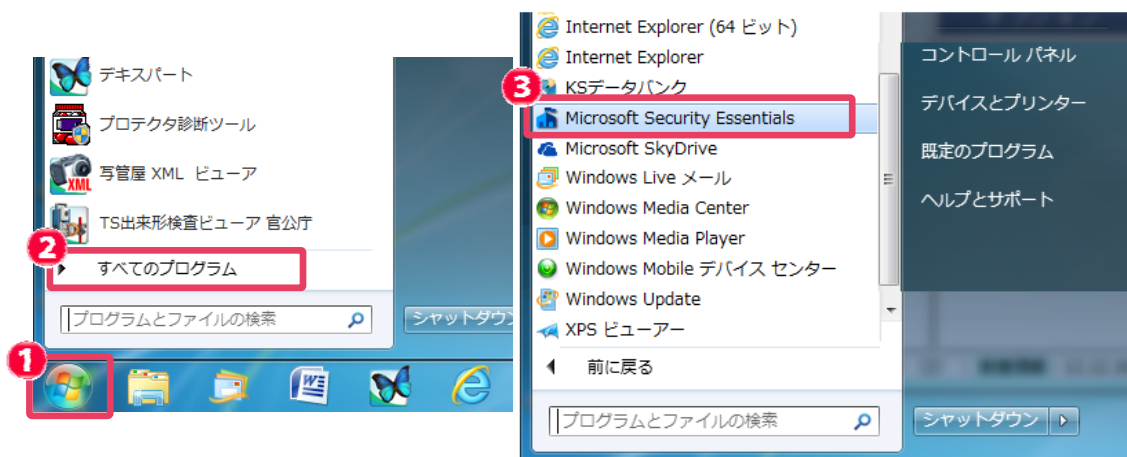 デキスパート
プロテクタ診断ツール
写管屋 XML ビューア
XML
TS出来形検査ビューア 官公庁
2
すべてのプログラム
プログラムとファイルの検索
シャットダウン
1
W
Internet Explorer (64 ビット)
Internet Explorer
3
KSデータバンク
Microsoft Security Essentials
Microsoft SkyDrive
Windows Live メール
Windows Media Center
Windows Media Player
Windows Mobile デバイス センター
Windows Update
XPS ビューアー
前に戻る
プログラムとファイルの検索
コントロール パネル
デバイスとプリンター
既定のプログラム
ヘルプとサポート
シャットダウン